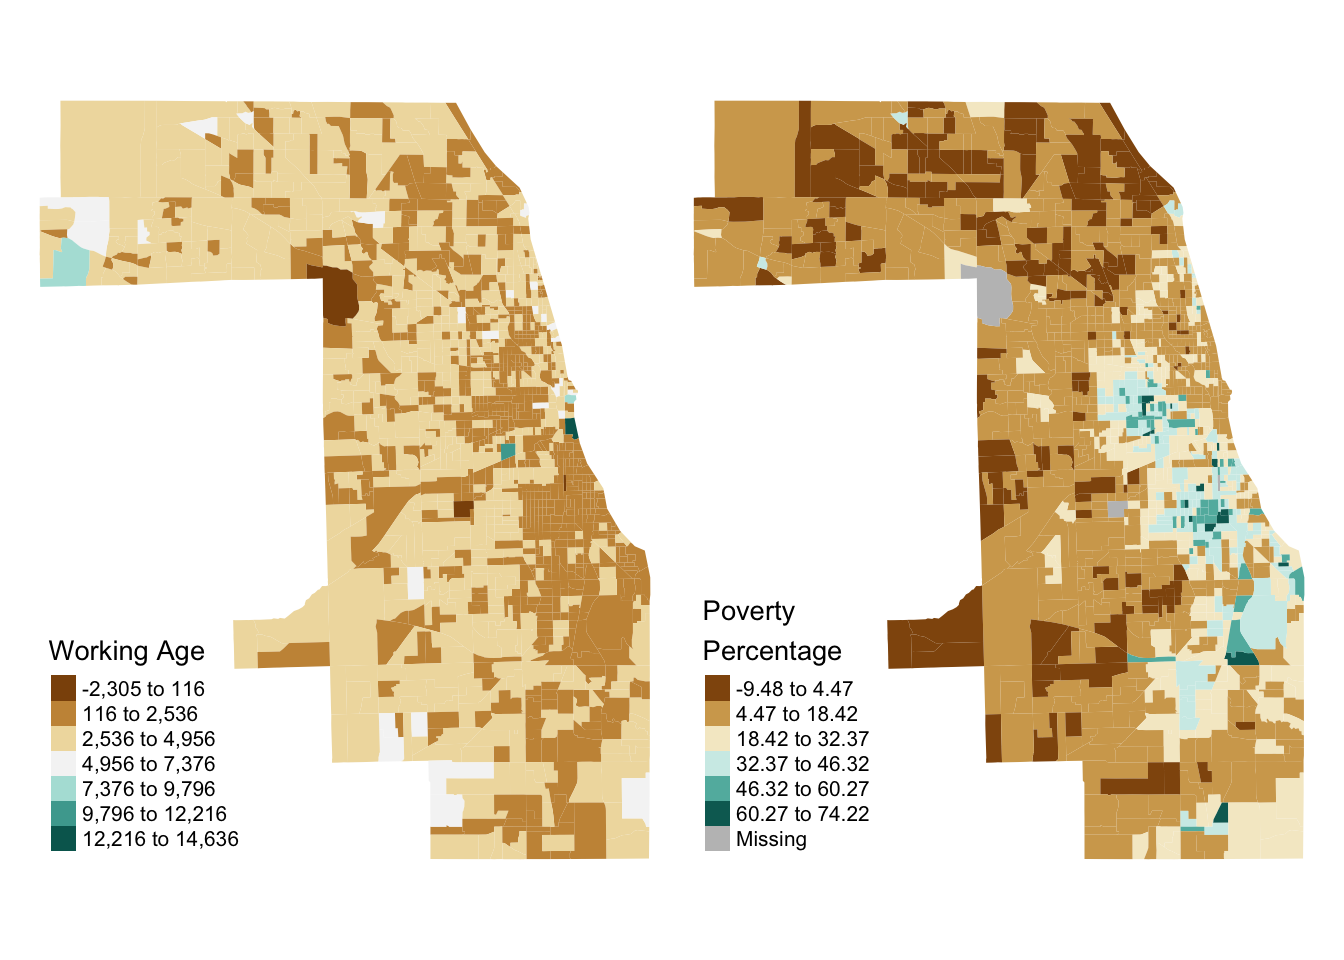 Working Age
-2,305 to 116
116 to 2,536
2,536 to 4,956
4,956 to 7,376
7,376 to 9,796
9,796 to 12,216
12,216 to 14,636
Poverty
Percentage
-9.48 to 4.47
4.47 to 18.42
18.42 to 32.37
32.37 to 46.32
46.32 to 60.27
60.27 to 74.22
Missing